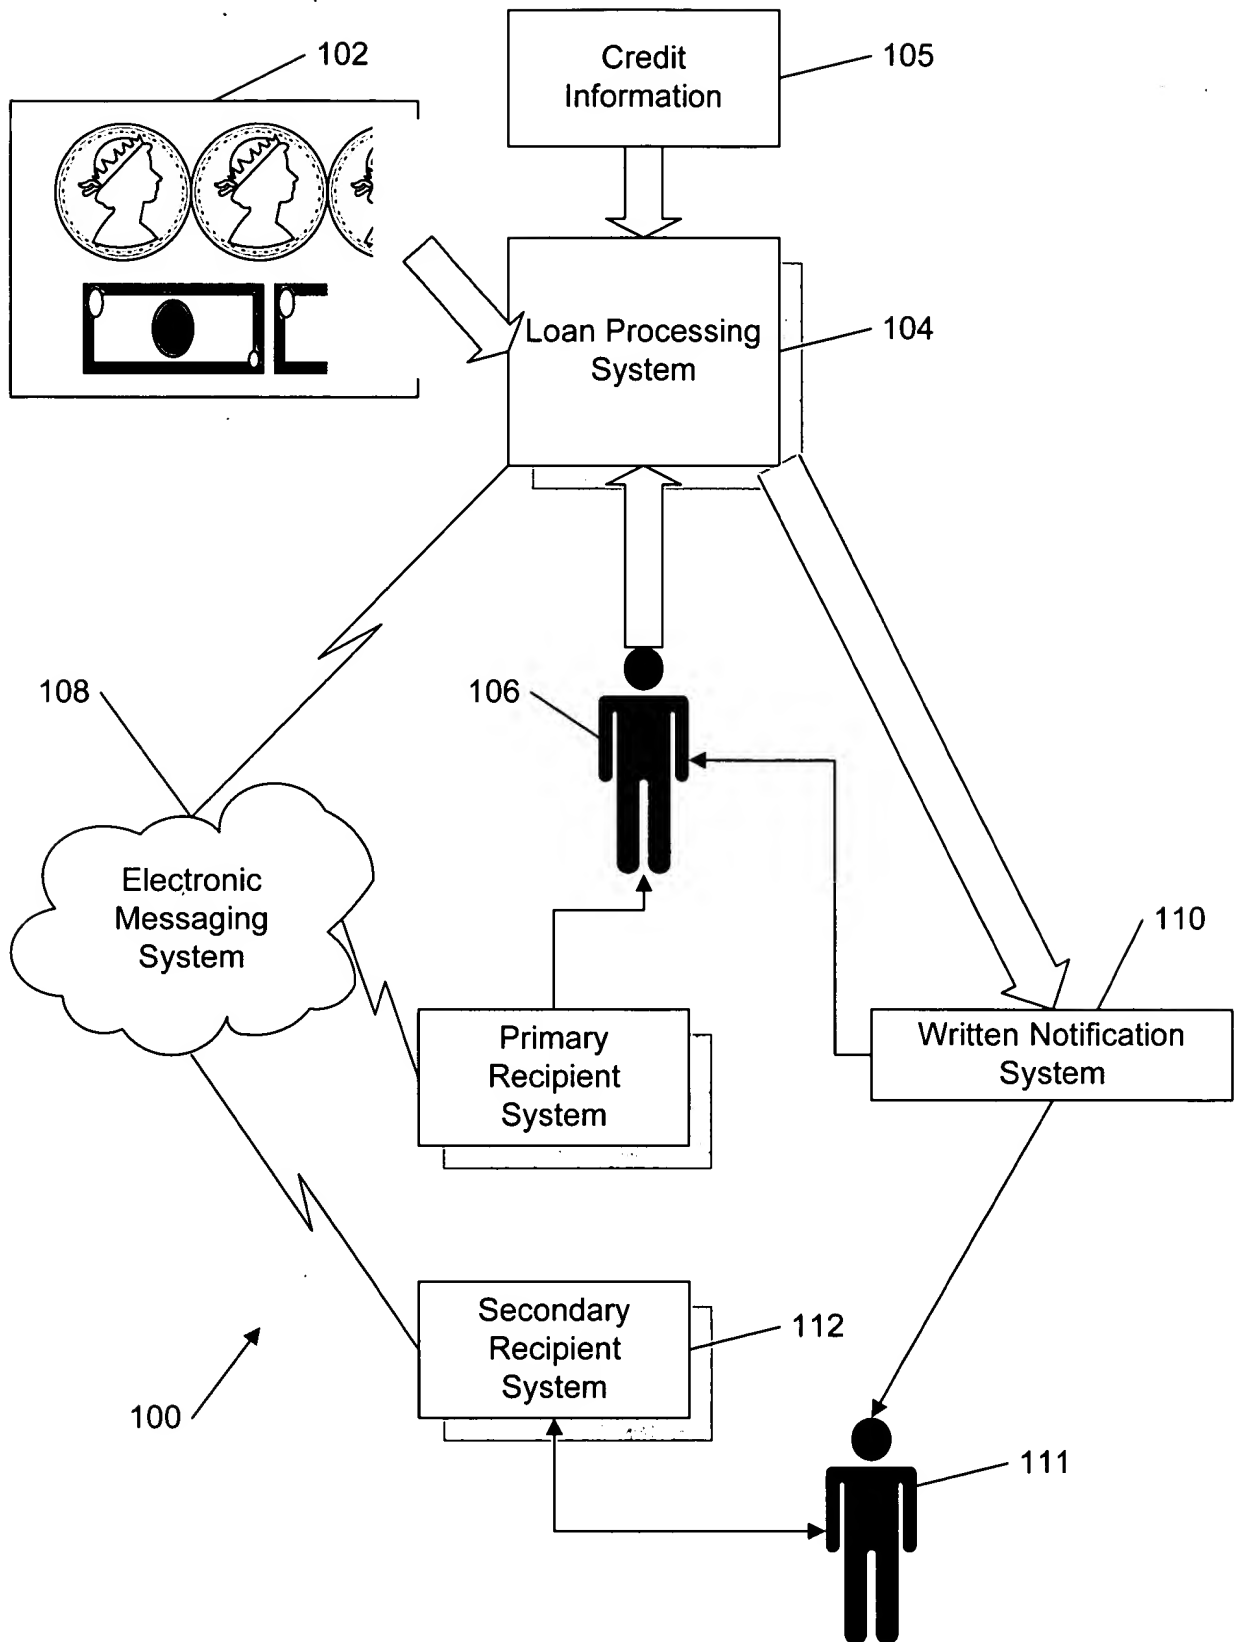 102
Credit
Information
105
Loan Processing
System
104
108
106
Electronic
Messaging
System
110
Primary
Recipient
System
Written Notification
System
Secondary
Recipient
System
112
100
111